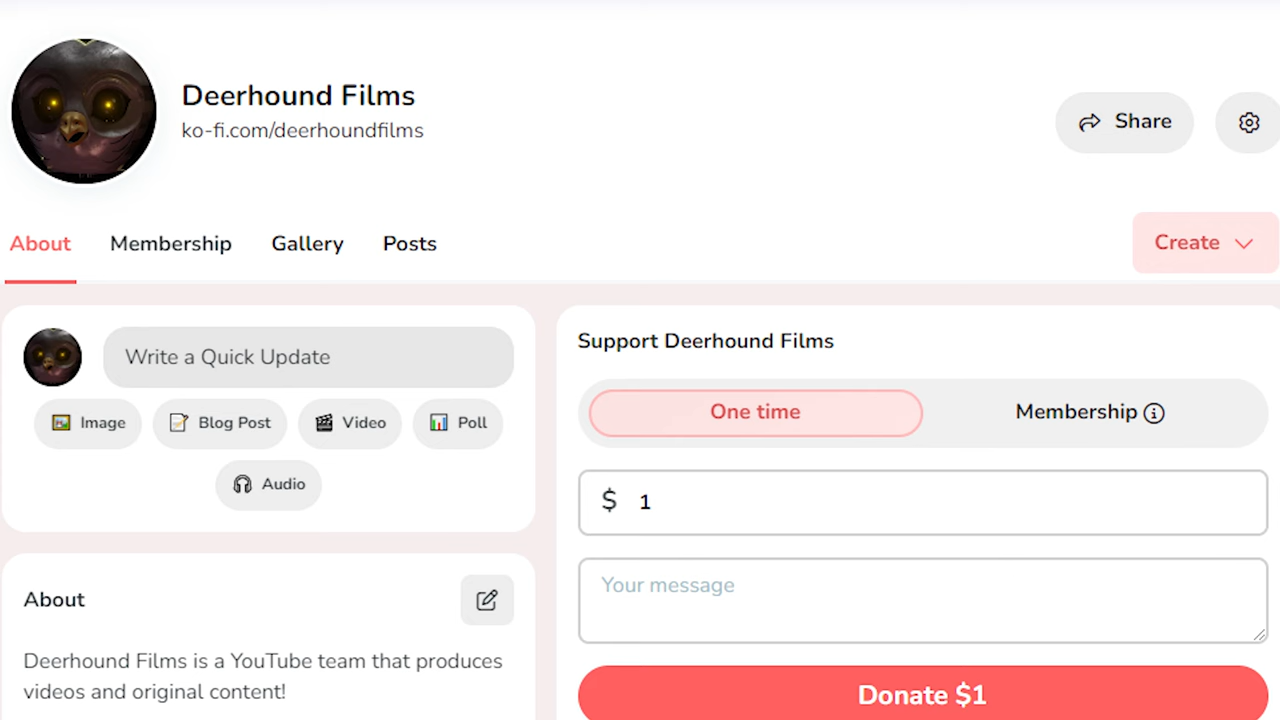 Deerhound Films
ko-fi.com/deerhoundfilms
Share
About
Membership
Gallery
Posts
Create
Write a Quick Update
Image
Blog Post
Video
Poll
Audio
About
Deerhound Films is a YouTube team that produces
videos and original content!
Support Deerhound Films
One time
Membership
$ 1
Your message
Donate $1